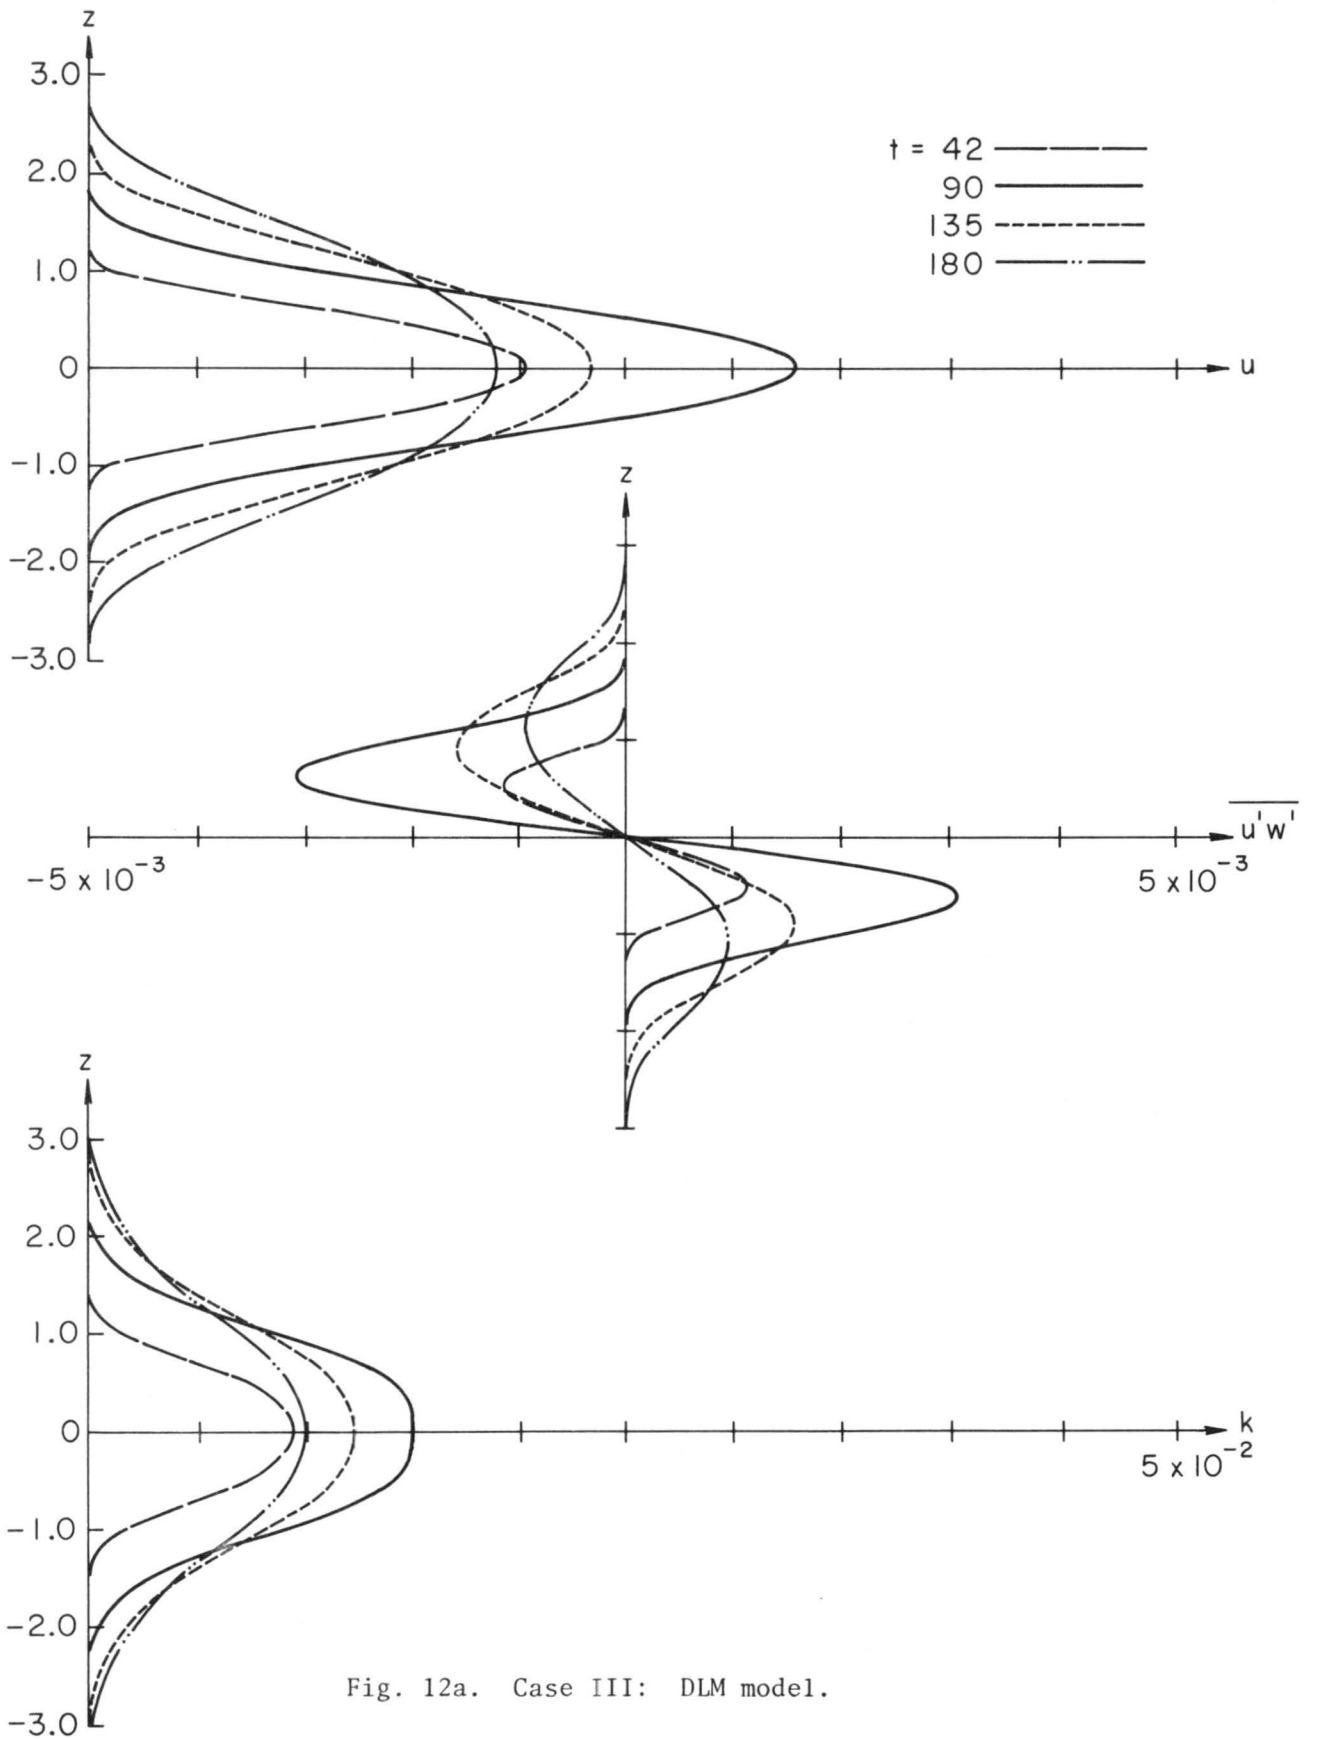 z
3.0
2.0
1.0
0
-1.0
-2.0
-3.0
u
t = 42
90
135
180
z
u'w'
-5 x 10⁻³
5 x 10⁻³
z
3.0
2.0
1.0
0
-1.0
-2.0
-3.0
k
5 x 10⁻²
Fig. 12a. Case III: DLM model.